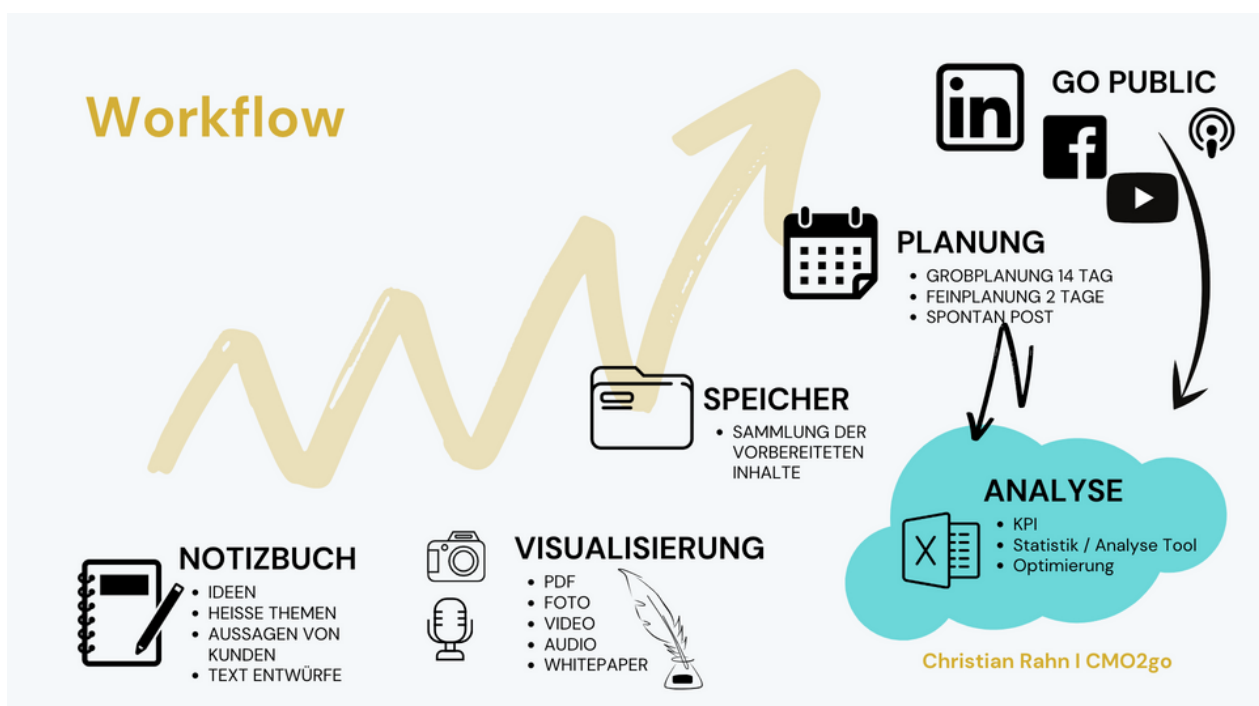 Workflow
GO PUBLIC
in
f
PLANUNG
• GROBPLANUNG 14 TAG
• FEINPLANUNG 2 TAGE
• SPONTAN POST
SPEICHER
• SAMMLUNG DER
VORBEREITETEN
INHALTE
ANALYSE
X
• KPI
• Statistik / Analyse Tool
• Optimierung
NOTIZBUCH
• IDEEN
• HEISSE THEMEN
• AUSSAGEN VON
KUNDEN
• TEXT ENTWÜRFE
VISUALISIERUNG
• PDF
• FOTO
• VIDEO
• AUDIO
• WHITEPAPER
Christian Rahn I CMO2go